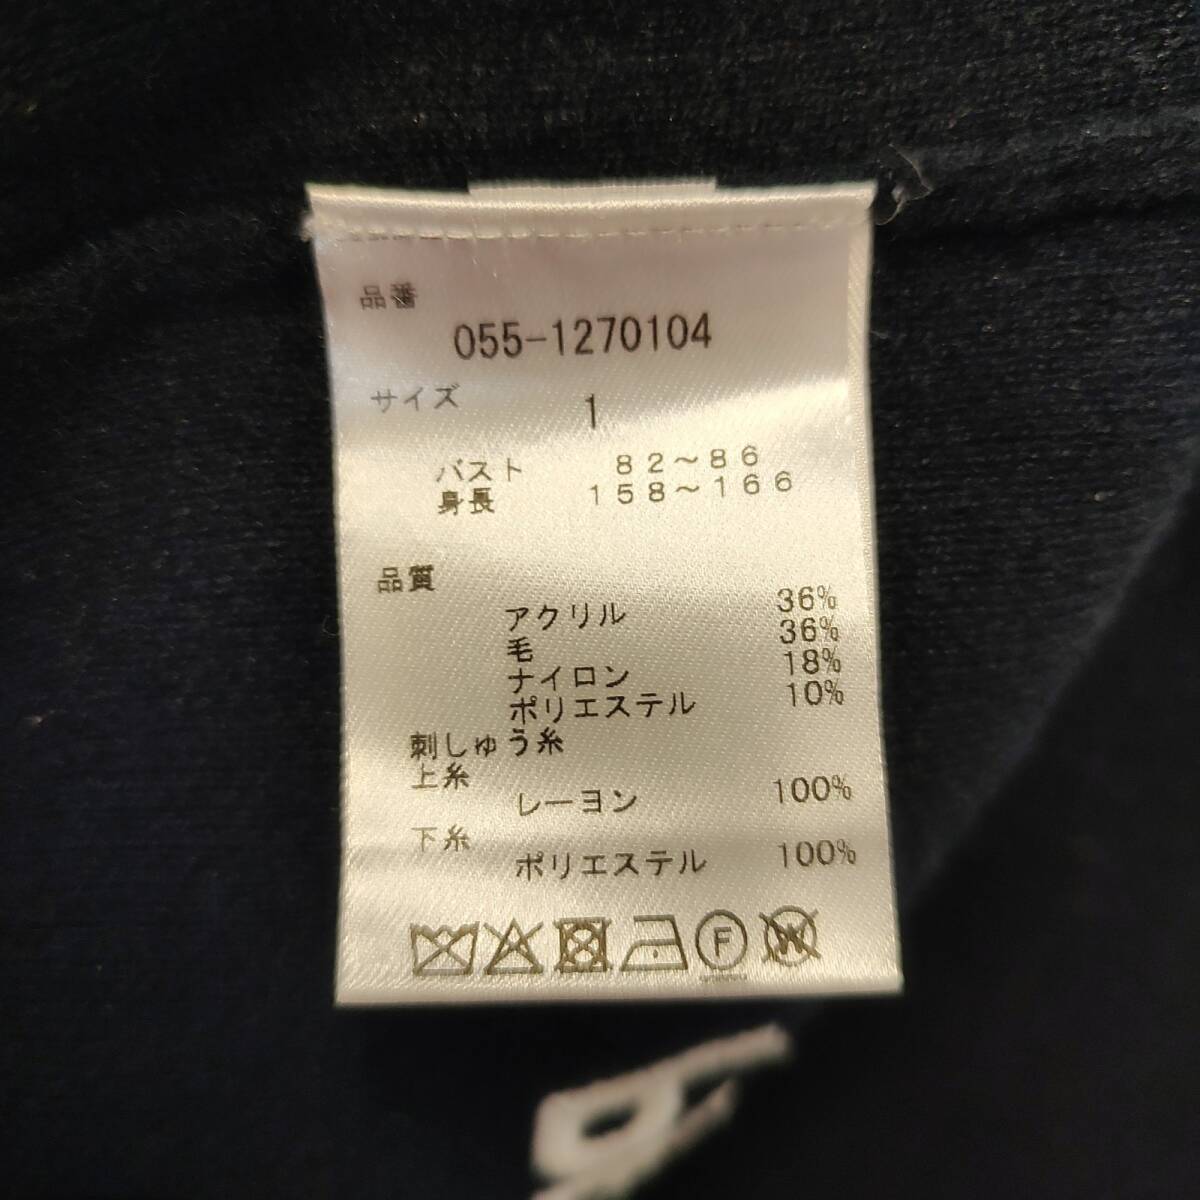 品番
055-1270104
サイズ 1
バスト 82～86
身長 158～166
品質
アクリル 36%
毛 36%
ナイロン 18%
ポリエステル 10%
刺しゅう糸
上糸
レーヨン 100%
下糸
ポリエステル 100%
F W